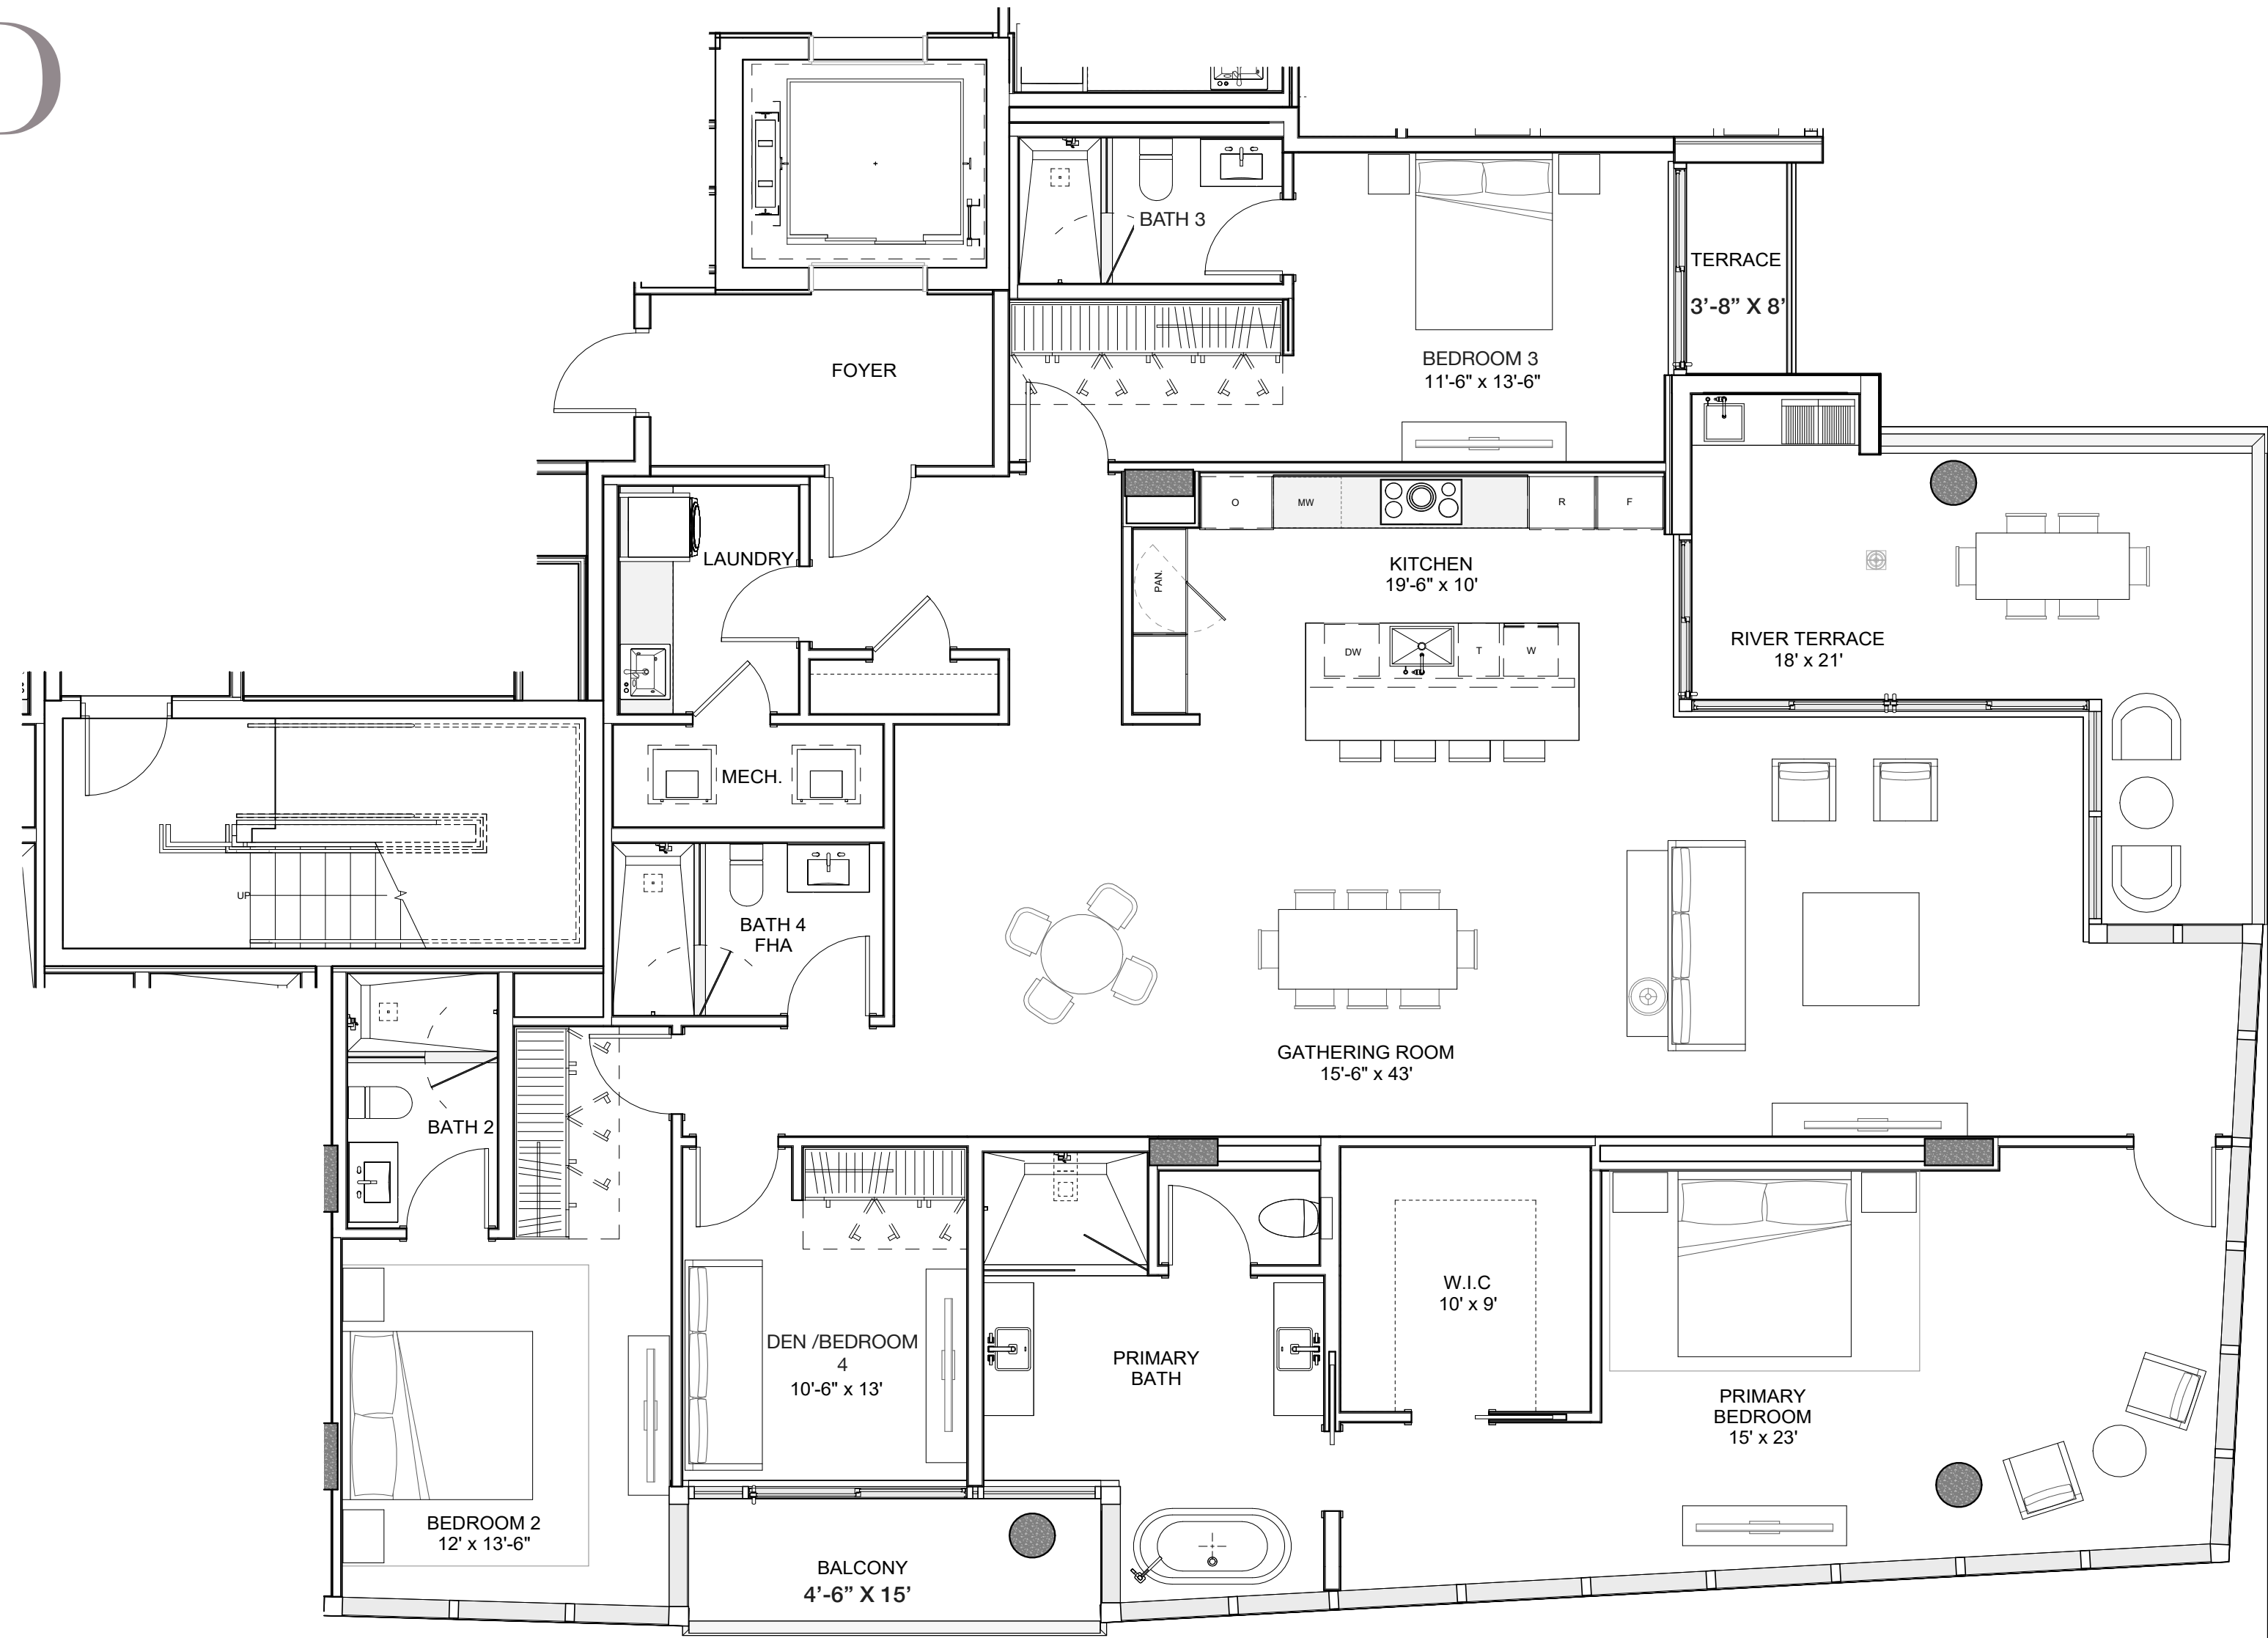 D
BATH 3
TERRACE
3’-8” X 8’
FOYER
BEDROOM 3
11'-6" x 13'-6"
O
MW
R
F
LAUNDRY
PAN.
KITCHEN
19'-6" x 10'
DW
T
W
RIVER TERRACE
18' x 21'
MECH.
UP
BATH 4
FHA
GATHERING ROOM
15'-6" x 43'
BATH 2
W.I.C
10' x 9'
DEN /BEDROOM
4
10'-6" x 13'
PRIMARY
BATH
PRIMARY
BEDROOM
15' x 23'
BEDROOM 2
12' x 13'-6"
BALCONY
4’-6” X 15’